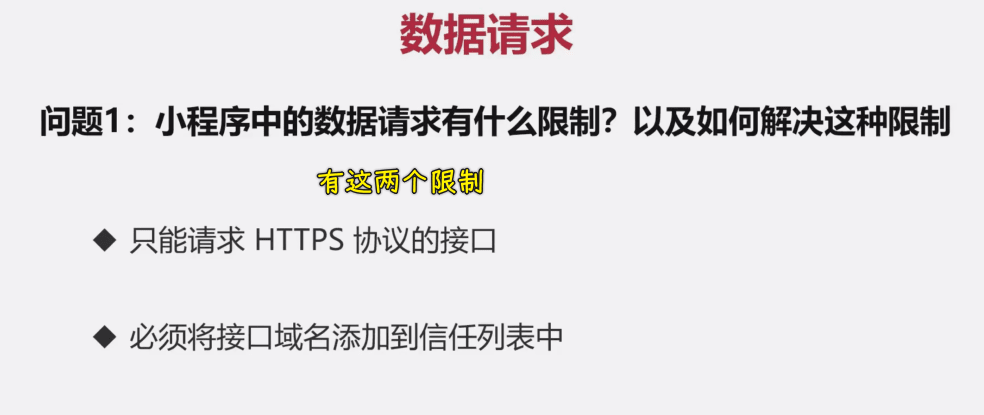 数据请求
问题1：小程序中的数据请求有什么限制？以及如何解决这种限制
有这两个限制
◆ 只能请求 HTTPS 协议的接口
◆ 必须将接口域名添加到信任列表中